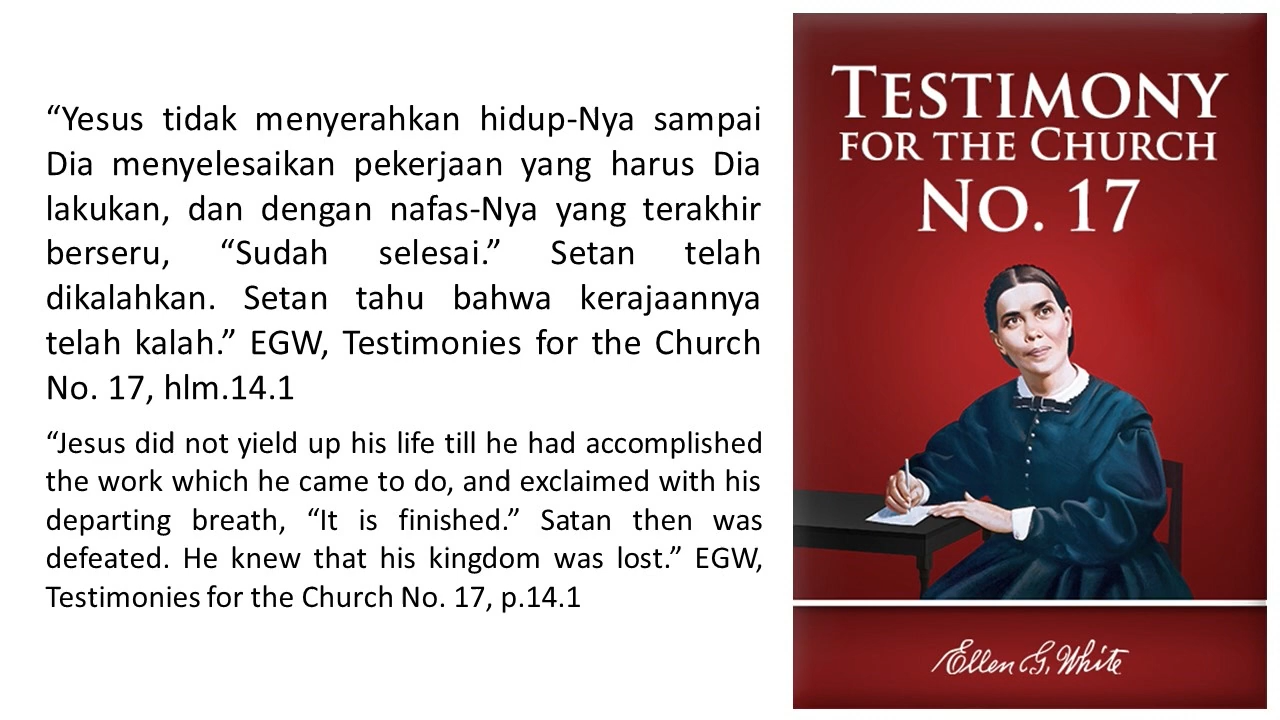 “Yesus tidak menyerahkan hidup-Nya sampai
Dia menyelesaikan pekerjaan yang harus Dia
lakukan, dan dengan nafas-Nya yang terakhir
berseru, “Sudah selesai.” Setan telah
dikalahkan. Setan tahu bahwa kerajaannya
telah kalah.” EGW, Testimonies for the Church
No. 17, hlm.14.1
“Jesus did not yield up his life till he had accomplished
the work which he came to do, and exclaimed with his
departing breath, “It is finished.” Satan then was
defeated. He knew that his kingdom was lost.” EGW,
Testimonies for the Church No. 17, p.14.1
TESTIMONY
FOR THE CHURCH
NO. 17
Ellen G. White